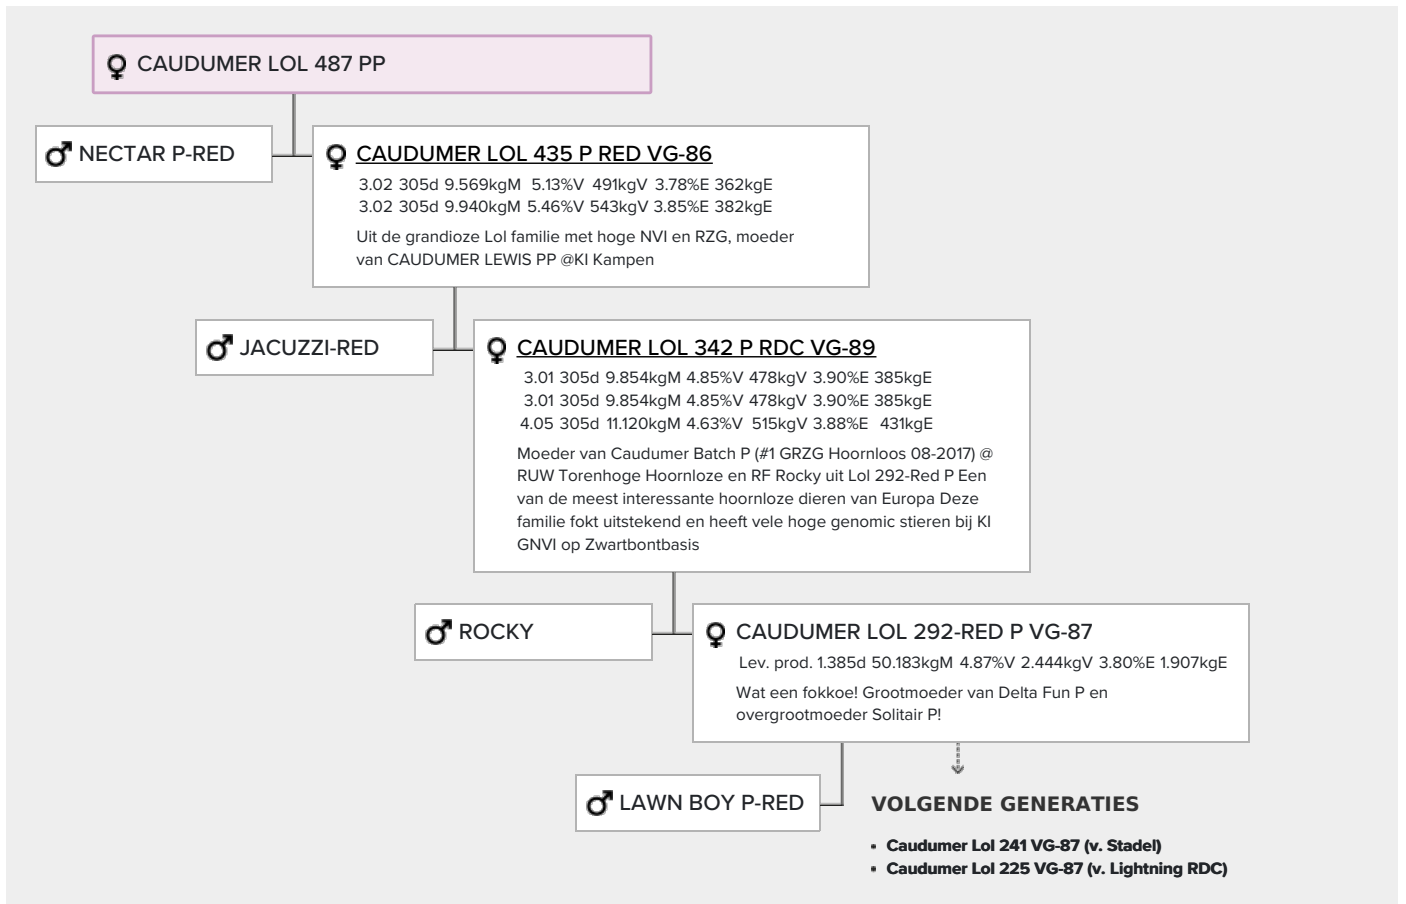 CAUDUMER LOL 487 PP
NECTAR P-RED
CAUDUMER LOL 435 P RED VG-86
3.02 305d 9.569kgM 5.13%V 491kgV 3.78%E 362kgE
3.02 305d 9.940kgM 5.46%V 543kgV 3.85%E 382kgE
Uit de grandioze Lol familie met hoge NVI en RZG, moeder
van CAUDUMER LEWIS PP @KI Kampen
JACUZZI-RED
CAUDUMER LOL 342 P RDC VG-89
3.01 305d 9.854kgM 4.85%V 478kgV 3.90%E 385kgE
3.01 305d 9.854kgM 4.85%V 478kgV 3.90%E 385kgE
4.05 305d 11.120kgM 4.63%V 515kgV 3.88%E 431kgE
Moeder van Caudumer Batch P (#1 GRZG Hoornloos 08-2017) @
RUW Torenhoge Hoornloze en RF Rocky uit Lol 292-Red P Een
van de meest interessante hoornloze dieren van Europa Deze
familie fokt uitstekend en heeft vele hoge genomic stieren bij KI
GNVI op Zwartbontbasis
ROCKY
CAUDUMER LOL 292-RED P VG-87
Lev. prod. 1.385d 50.183kgM 4.87%V 2.444kgV 3.80%E 1.907kgE
Wat een fokkoe! Grootmoeder van Delta Fun P en
overgrootmoeder Solitair P!
LAWN BOY P-RED
VOLGENDE GENERATIES
Caudumer Lol 241 VG-87 (v. Stadel)
Caudumer Lol 225 VG-87 (v. Lightning RDC)